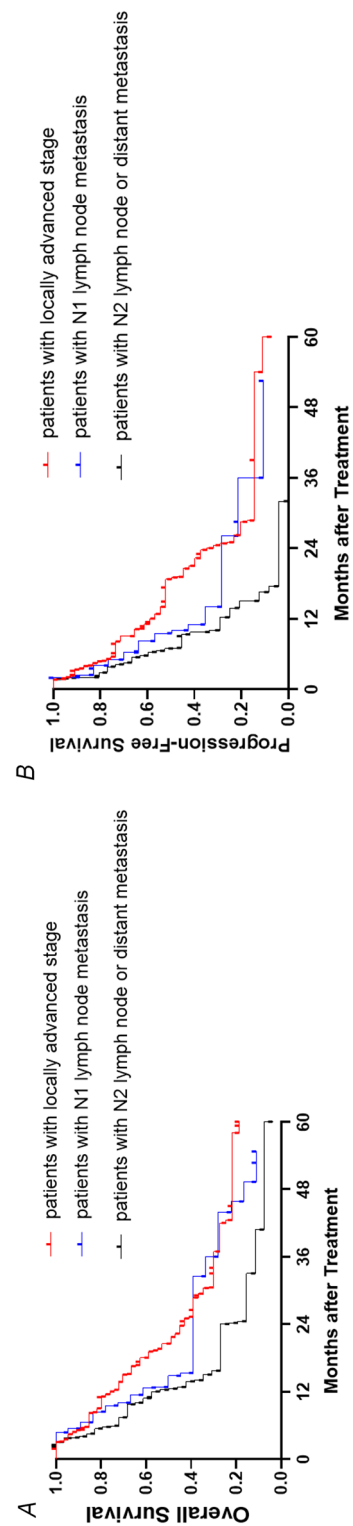 A
patients with locally advanced stage
patients with N1 lymph node metastasis
patients with N2 lymph node or distant metastasis
Overall Survival
1.0
0.8
0.6
0.4
0.2
0.0
0
12
24
36
48
60
Months after Treatment
B
patients with locally advanced stage
patients with N1 lymph node metastasis
patients with N2 lymph node or distant metastasis
Progression-Free Survival
1.0
0.8
0.6
0.4
0.2
0.0
0
12
24
36
48
60
Months after Treatment